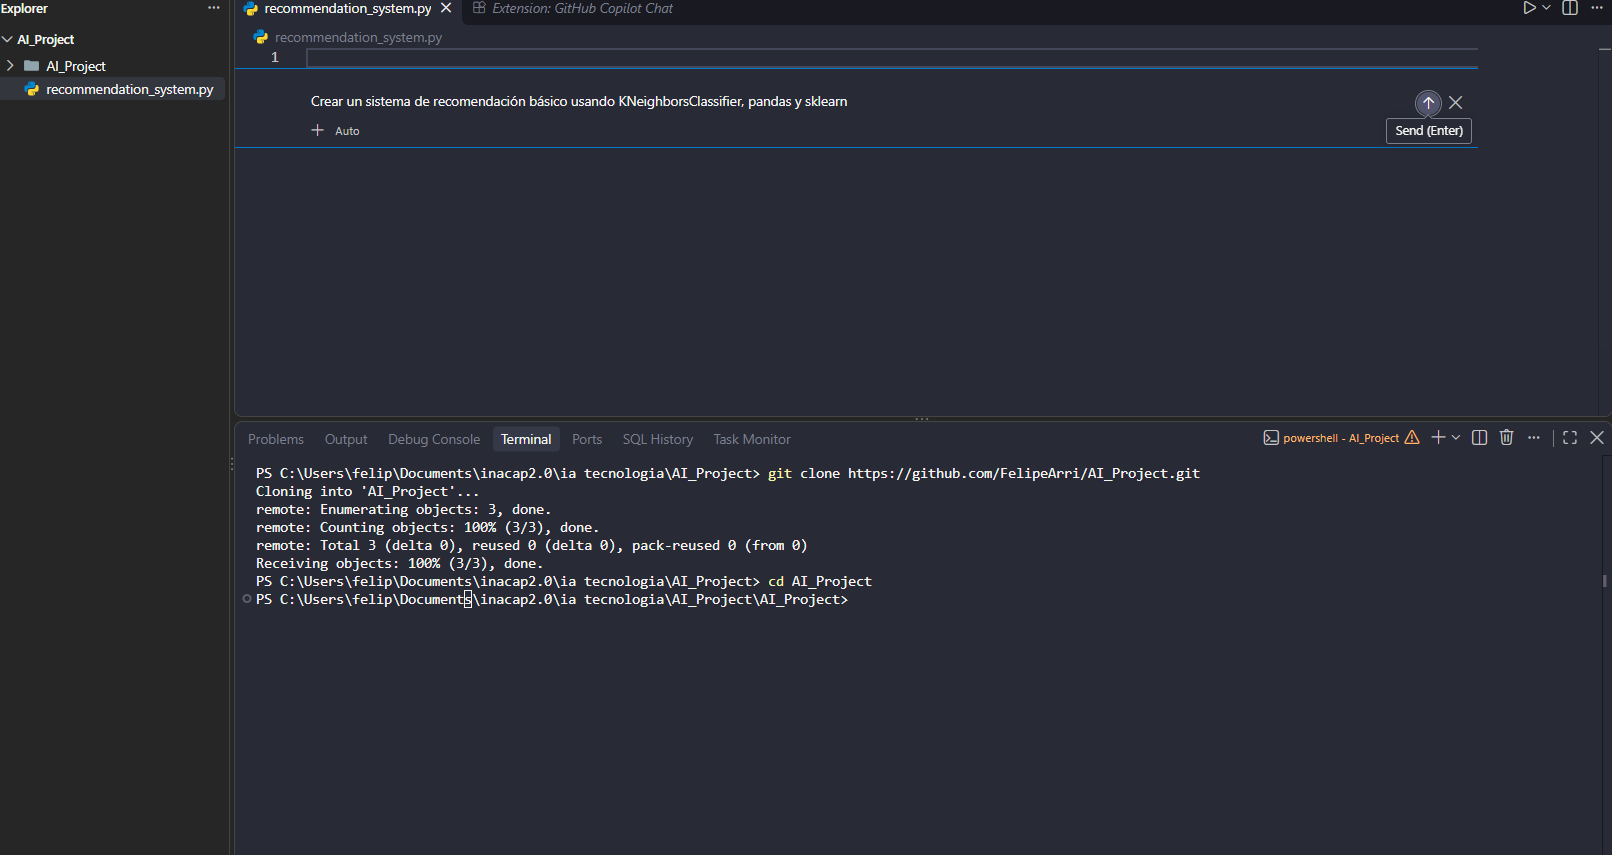 Explorer ···
AI_Project
AI_Project
recommendation_system.py
recommendation_system.py Extension: GitHub Copilot Chat
recommendation_system.py
1
Crear un sistema de recomendación básico usando KNeighborsClassifier, pandas y sklearn
Auto
Send (Enter)
Problems Output Debug Console Terminal Ports SQL History Task Monitor
powershell - AI_Project
PS C:\Users\felip\Documents\inacap2.0\ia tecnologia\AI_Project> git clone https://github.com/FelipeArri/AI_Project.git
Cloning into 'AI_Project'...
remote: Enumerating objects: 3, done.
remote: Counting objects: 100% (3/3), done.
remote: Total 3 (delta 0), reused 0 (delta 0), pack-reused 0 (from 0)
Receiving objects: 100% (3/3), done.
PS C:\Users\felip\Documents\inacap2.0\ia tecnologia\AI_Project> cd AI_Project
PS C:\Users\felip\Documents\inacap2.0\ia tecnologia\AI_Project\AI_Project>